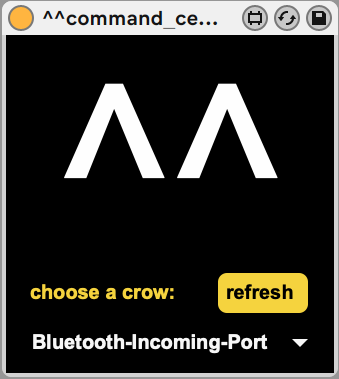 ^^command_ce...
^^
choose a crow:
refresh
Bluetooth-Incoming-Port